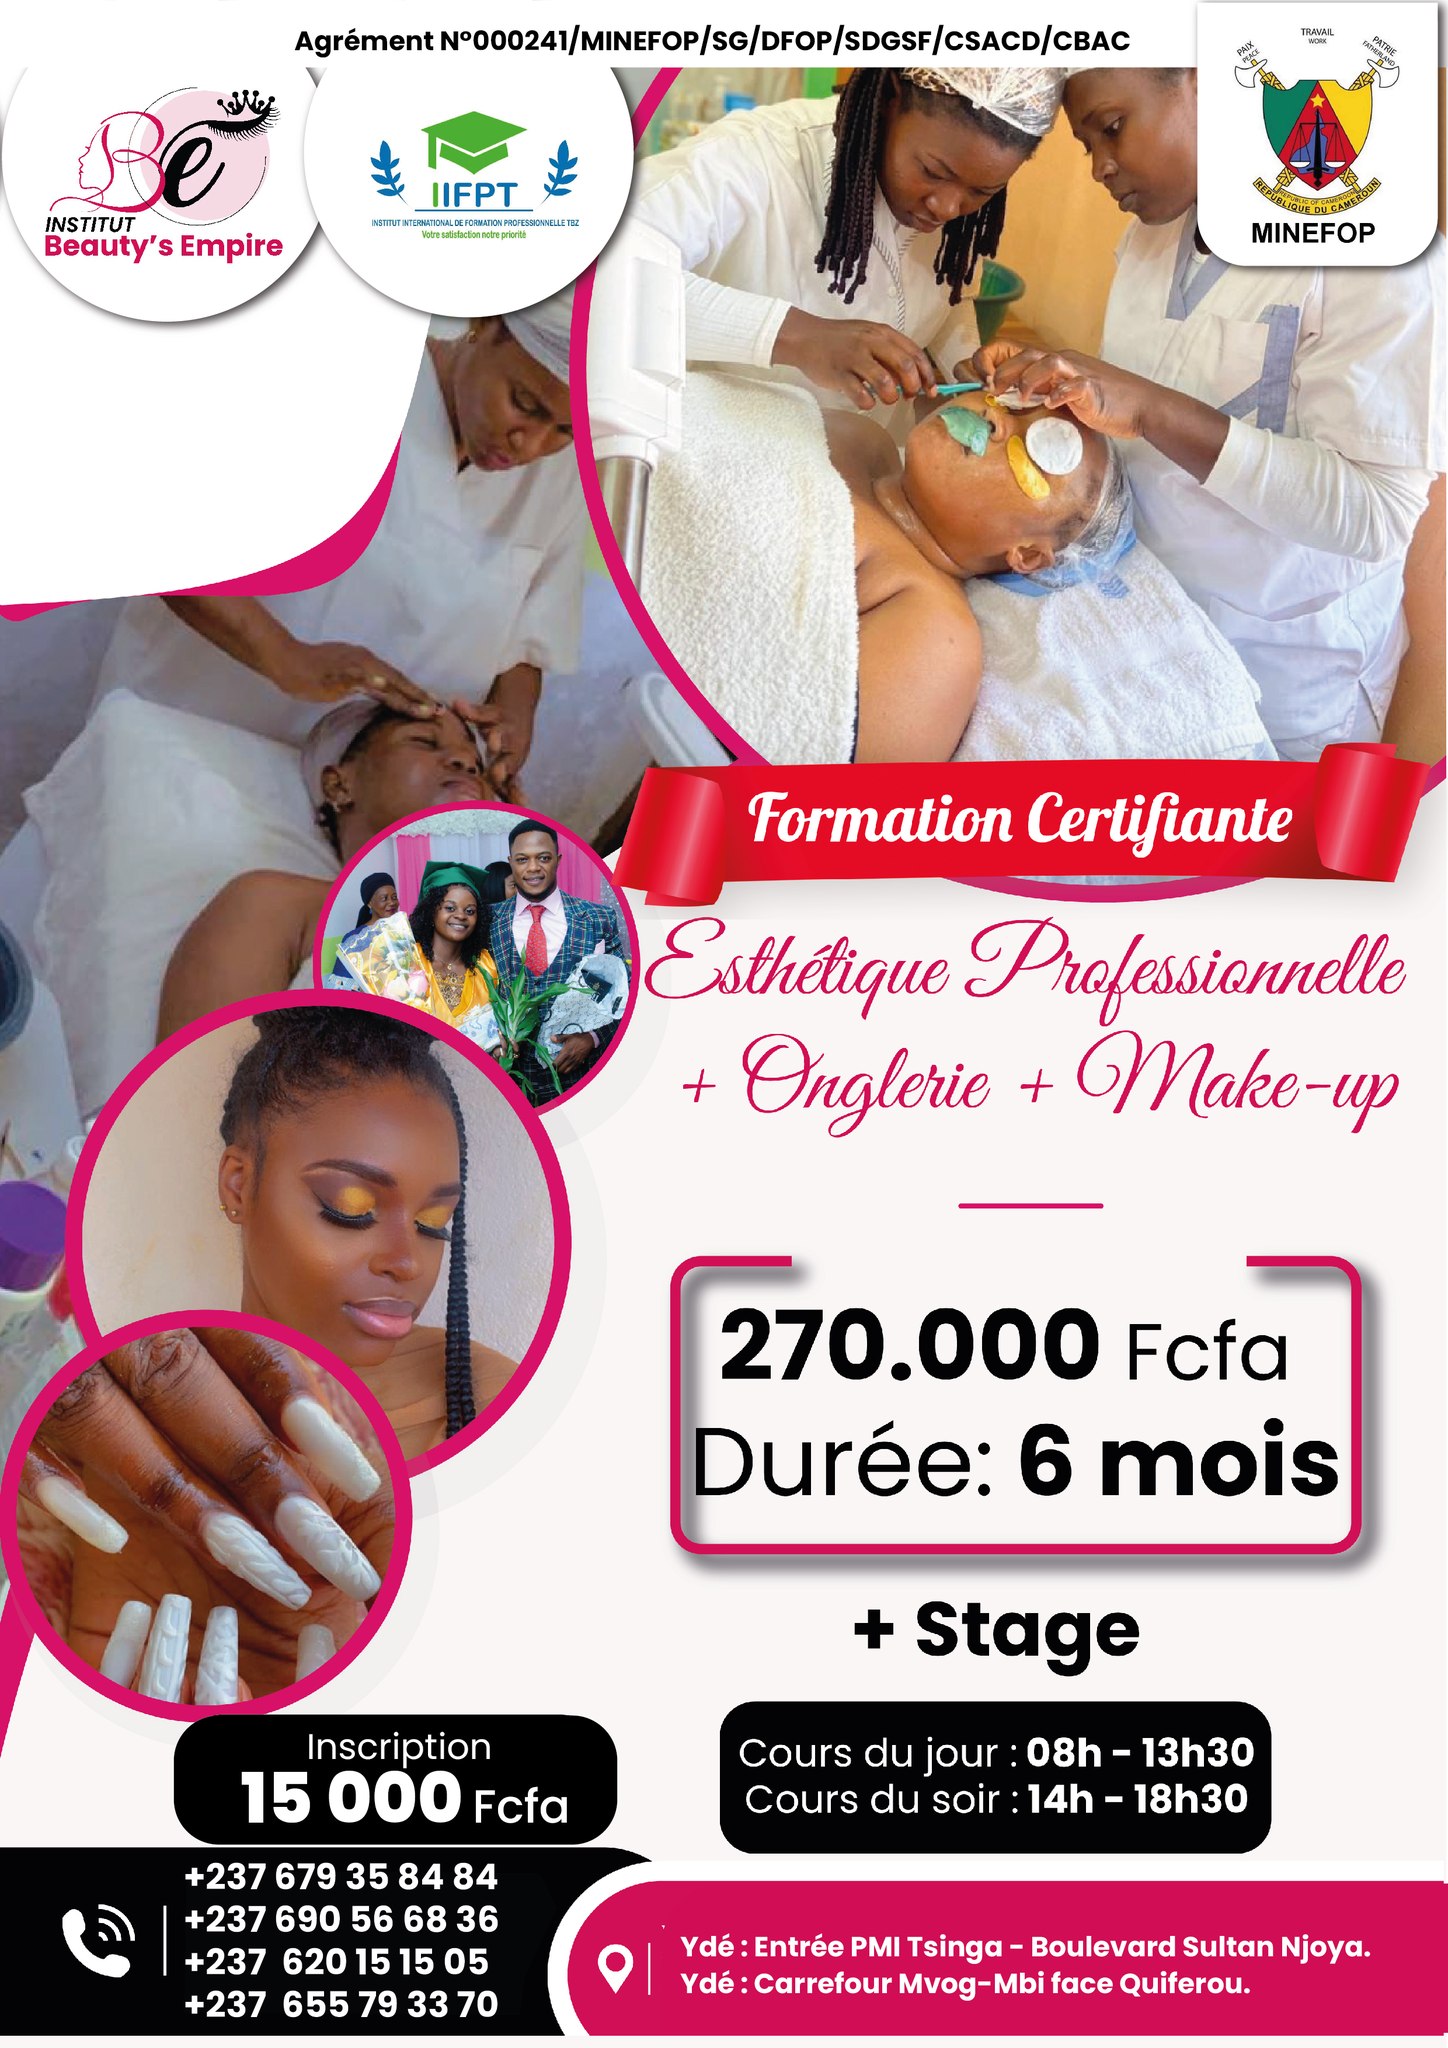 Agrément N°000241/MINEFOP/SG/DFOP/SDGSF/CSACD/CBAC
Be
INSTITUT
Beauty's Empire
IIFPT
INSTITUT INTERNATIONAL DE FORMATION PROFESSIONNELLE TBZ
Votre satisfaction notre priorité
PAIX
PEACE
TRAVAIL
WORK
PATRIE
FATHERLAND
REPUBLIC OF CAMEROON
REPUBLIQUE DU CAMEROUN
MINEFOP
Formation Certifiante
Esthétique Professionnelle
+ Onglerie + Make-up
270.000 Fcfa
Durée: 6 mois
+ Stage
Inscription
15 000 Fcfa
Cours du jour : 08h - 13h30
Cours du soir : 14h - 18h30
+237 679 35 84 84
+237 690 56 68 36
+237 620 15 15 05
+237 655 79 33 70
Ydé : Entrée PMI Tsinga - Boulevard Sultan Njoya.
Ydé : Carrefour Mvog-Mbi face Quiferou.